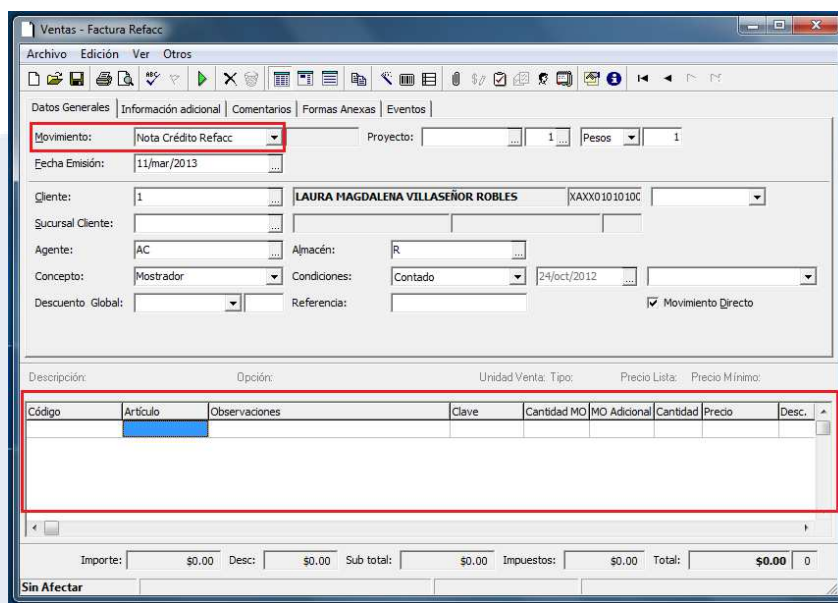 Ventas - Factura Refacc
Archivo Edición Ver Otros
ABC
Datos Generales Información adicional Comentarios Formas Anexas Eventos
Movimiento: Nota Crédito Refacc Proyecto: ... 1 ... Pesos 1
Fecha Emisión: 11/mar/2013 ...
Cliente: 1 ... LAURA MAGDALENA VILLASEÑOR ROBLES XAXX0101010C
Sucursal Cliente: ...
Agente: AC ... Almacén: R ...
Concepto: Mostrador Condiciones: Contado 24/oct/2012 ...
Descuento Global: Referencia: Movimiento Directo
Descripción: Opción: Unidad Venta: Tipo: Precio Lista: Precio Mínimo:
Código Artículo Observaciones Clave Cantidad MO MO Adicional Cantidad Precio Desc.
Importe: $0.00 Desc: $0.00 Sub total: $0.00 Impuestos: $0.00 Total: $0.00 0
Sin Afectar